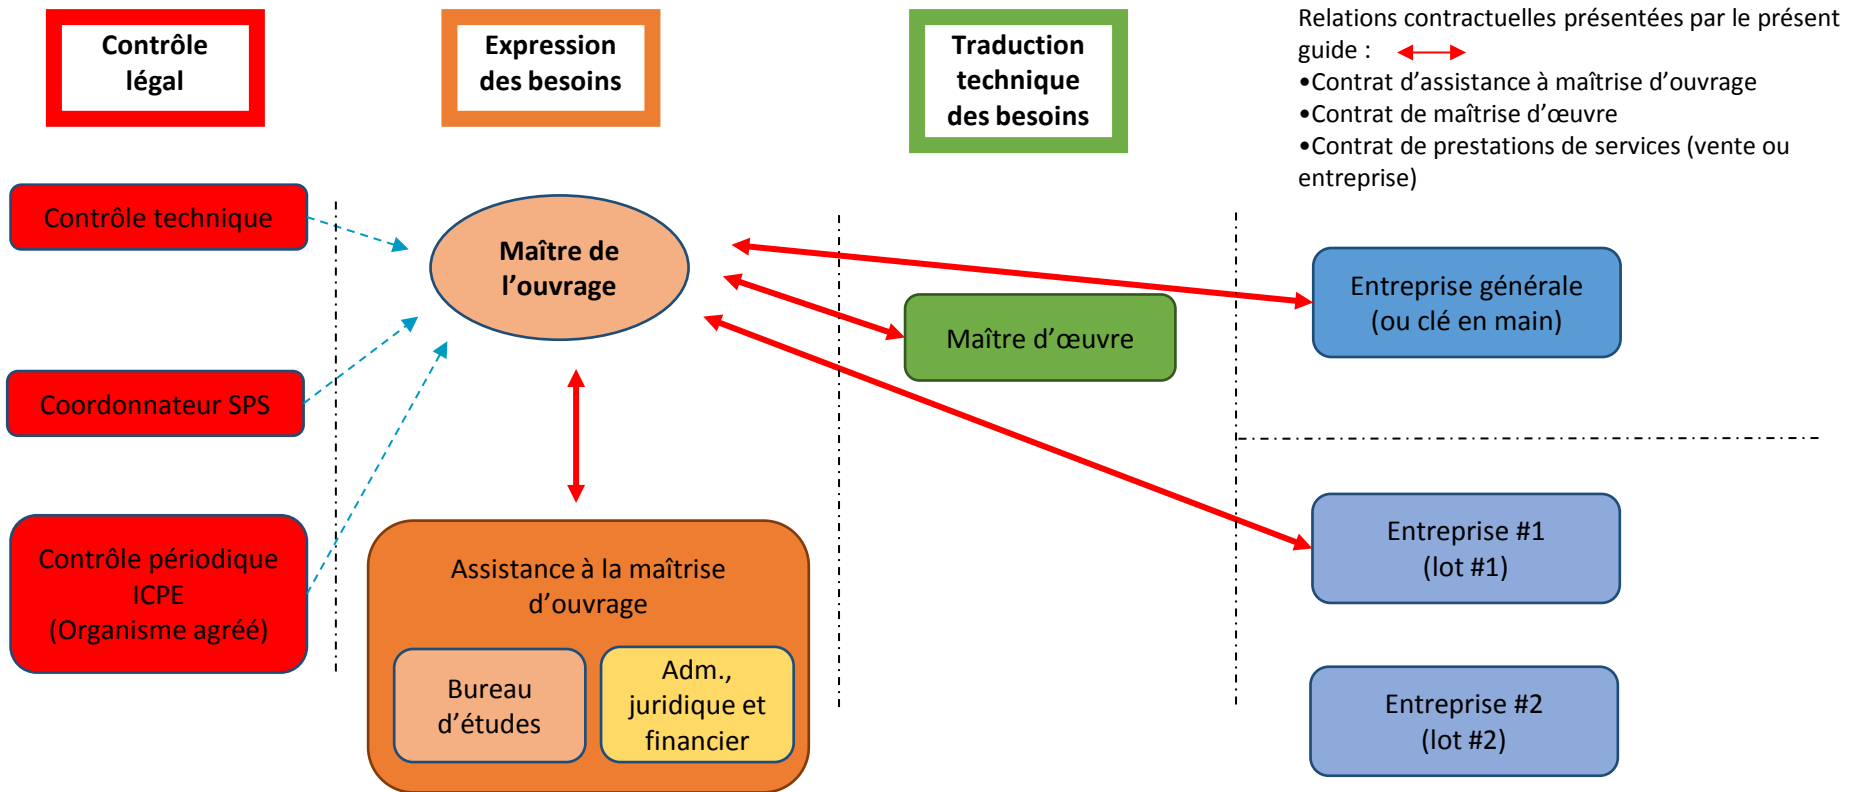 Contrôle
légal
Expression
des besoins
Traduction
technique
des besoins
Relations contractuelles présentées par le présent
guide :
•Contrat d’assistance à maîtrise d’ouvrage
•Contrat de maîtrise d’œuvre
•Contrat de prestations de services (vente ou
entreprise)
Contrôle technique
Maître de
l’ouvrage
Entreprise générale
(ou clé en main)
Maître d’œuvre
Coordonnateur SPS
Contrôle périodique
ICPE
(Organisme agréé)
Assistance à la maîtrise
d’ouvrage
Bureau
d’études
Adm.,
juridique et
financier
Entreprise #1
(lot #1)
Entreprise #2
(lot #2)